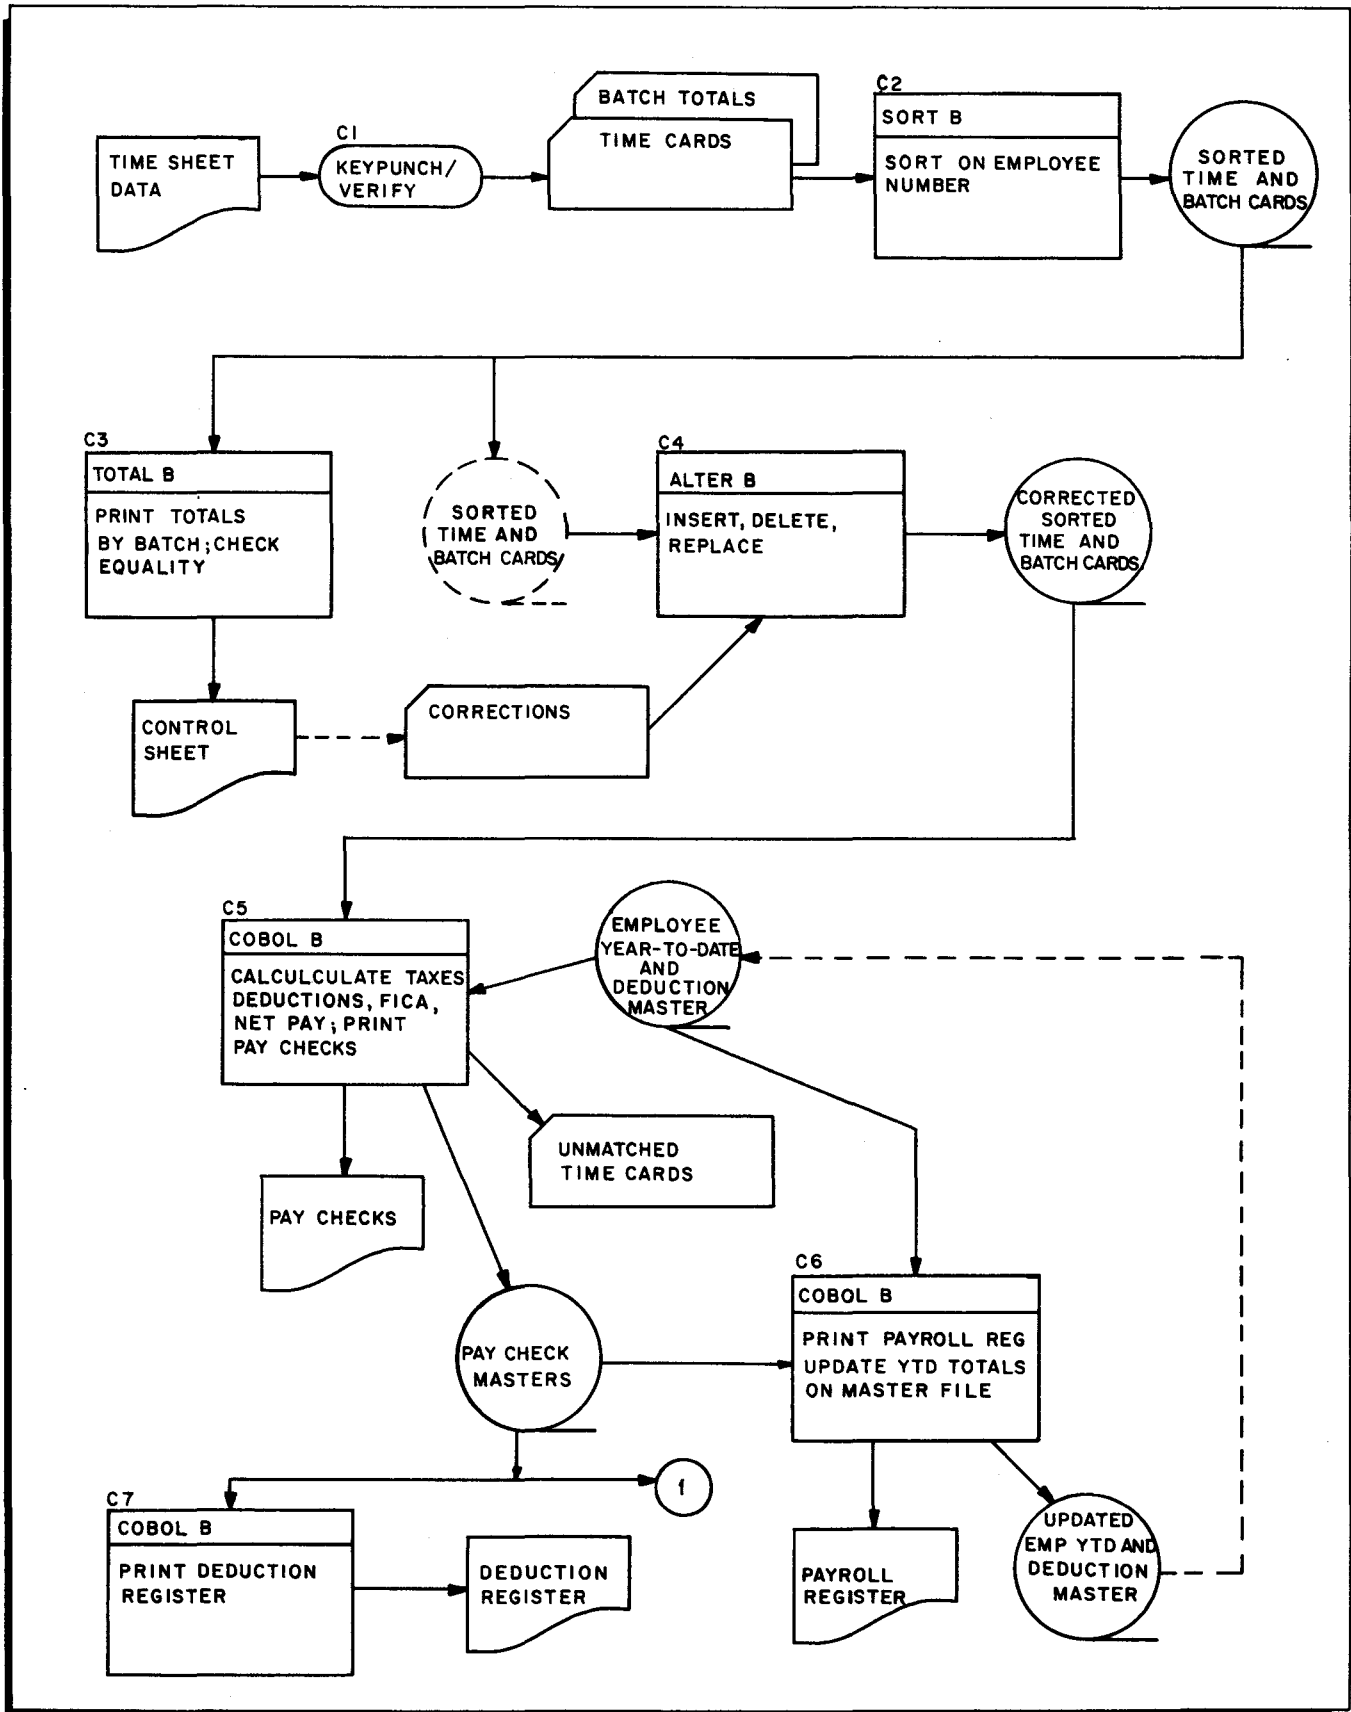 TIME SHEET
DATA
C1
KEYPUNCH/
VERIFY
BATCH TOTALS
TIME CARDS
C2
SORT B
SORT ON EMPLOYEE
NUMBER
SORTED
TIME AND
BATCH CARDS
C3
TOTAL B
PRINT TOTALS
BY BATCH; CHECK
EQUALITY
SORTED
TIME AND
BATCH CARDS
C4
ALTER B
INSERT, DELETE,
REPLACE
CORRECTED
SORTED
TIME AND
BATCH CARDS
CONTROL
SHEET
CORRECTIONS
C5
COBOL B
CALCULCULATE TAXES
DEDUCTIONS, FICA,
NET PAY; PRINT
PAY CHECKS
EMPLOYEE
YEAR-TO-DATE
AND
DEDUCTION
MASTER
UNMATCHED
TIME CARDS
PAY CHECKS
PAY CHECK
MASTERS
C6
COBOL B
PRINT PAYROLL REG
UPDATE YTD TOTALS
ON MASTER FILE
1
C7
COBOL B
PRINT DEDUCTION
REGISTER
DEDUCTION
REGISTER
PAYROLL
REGISTER
UPDATED
EMP YTD AND
DEDUCTION
MASTER